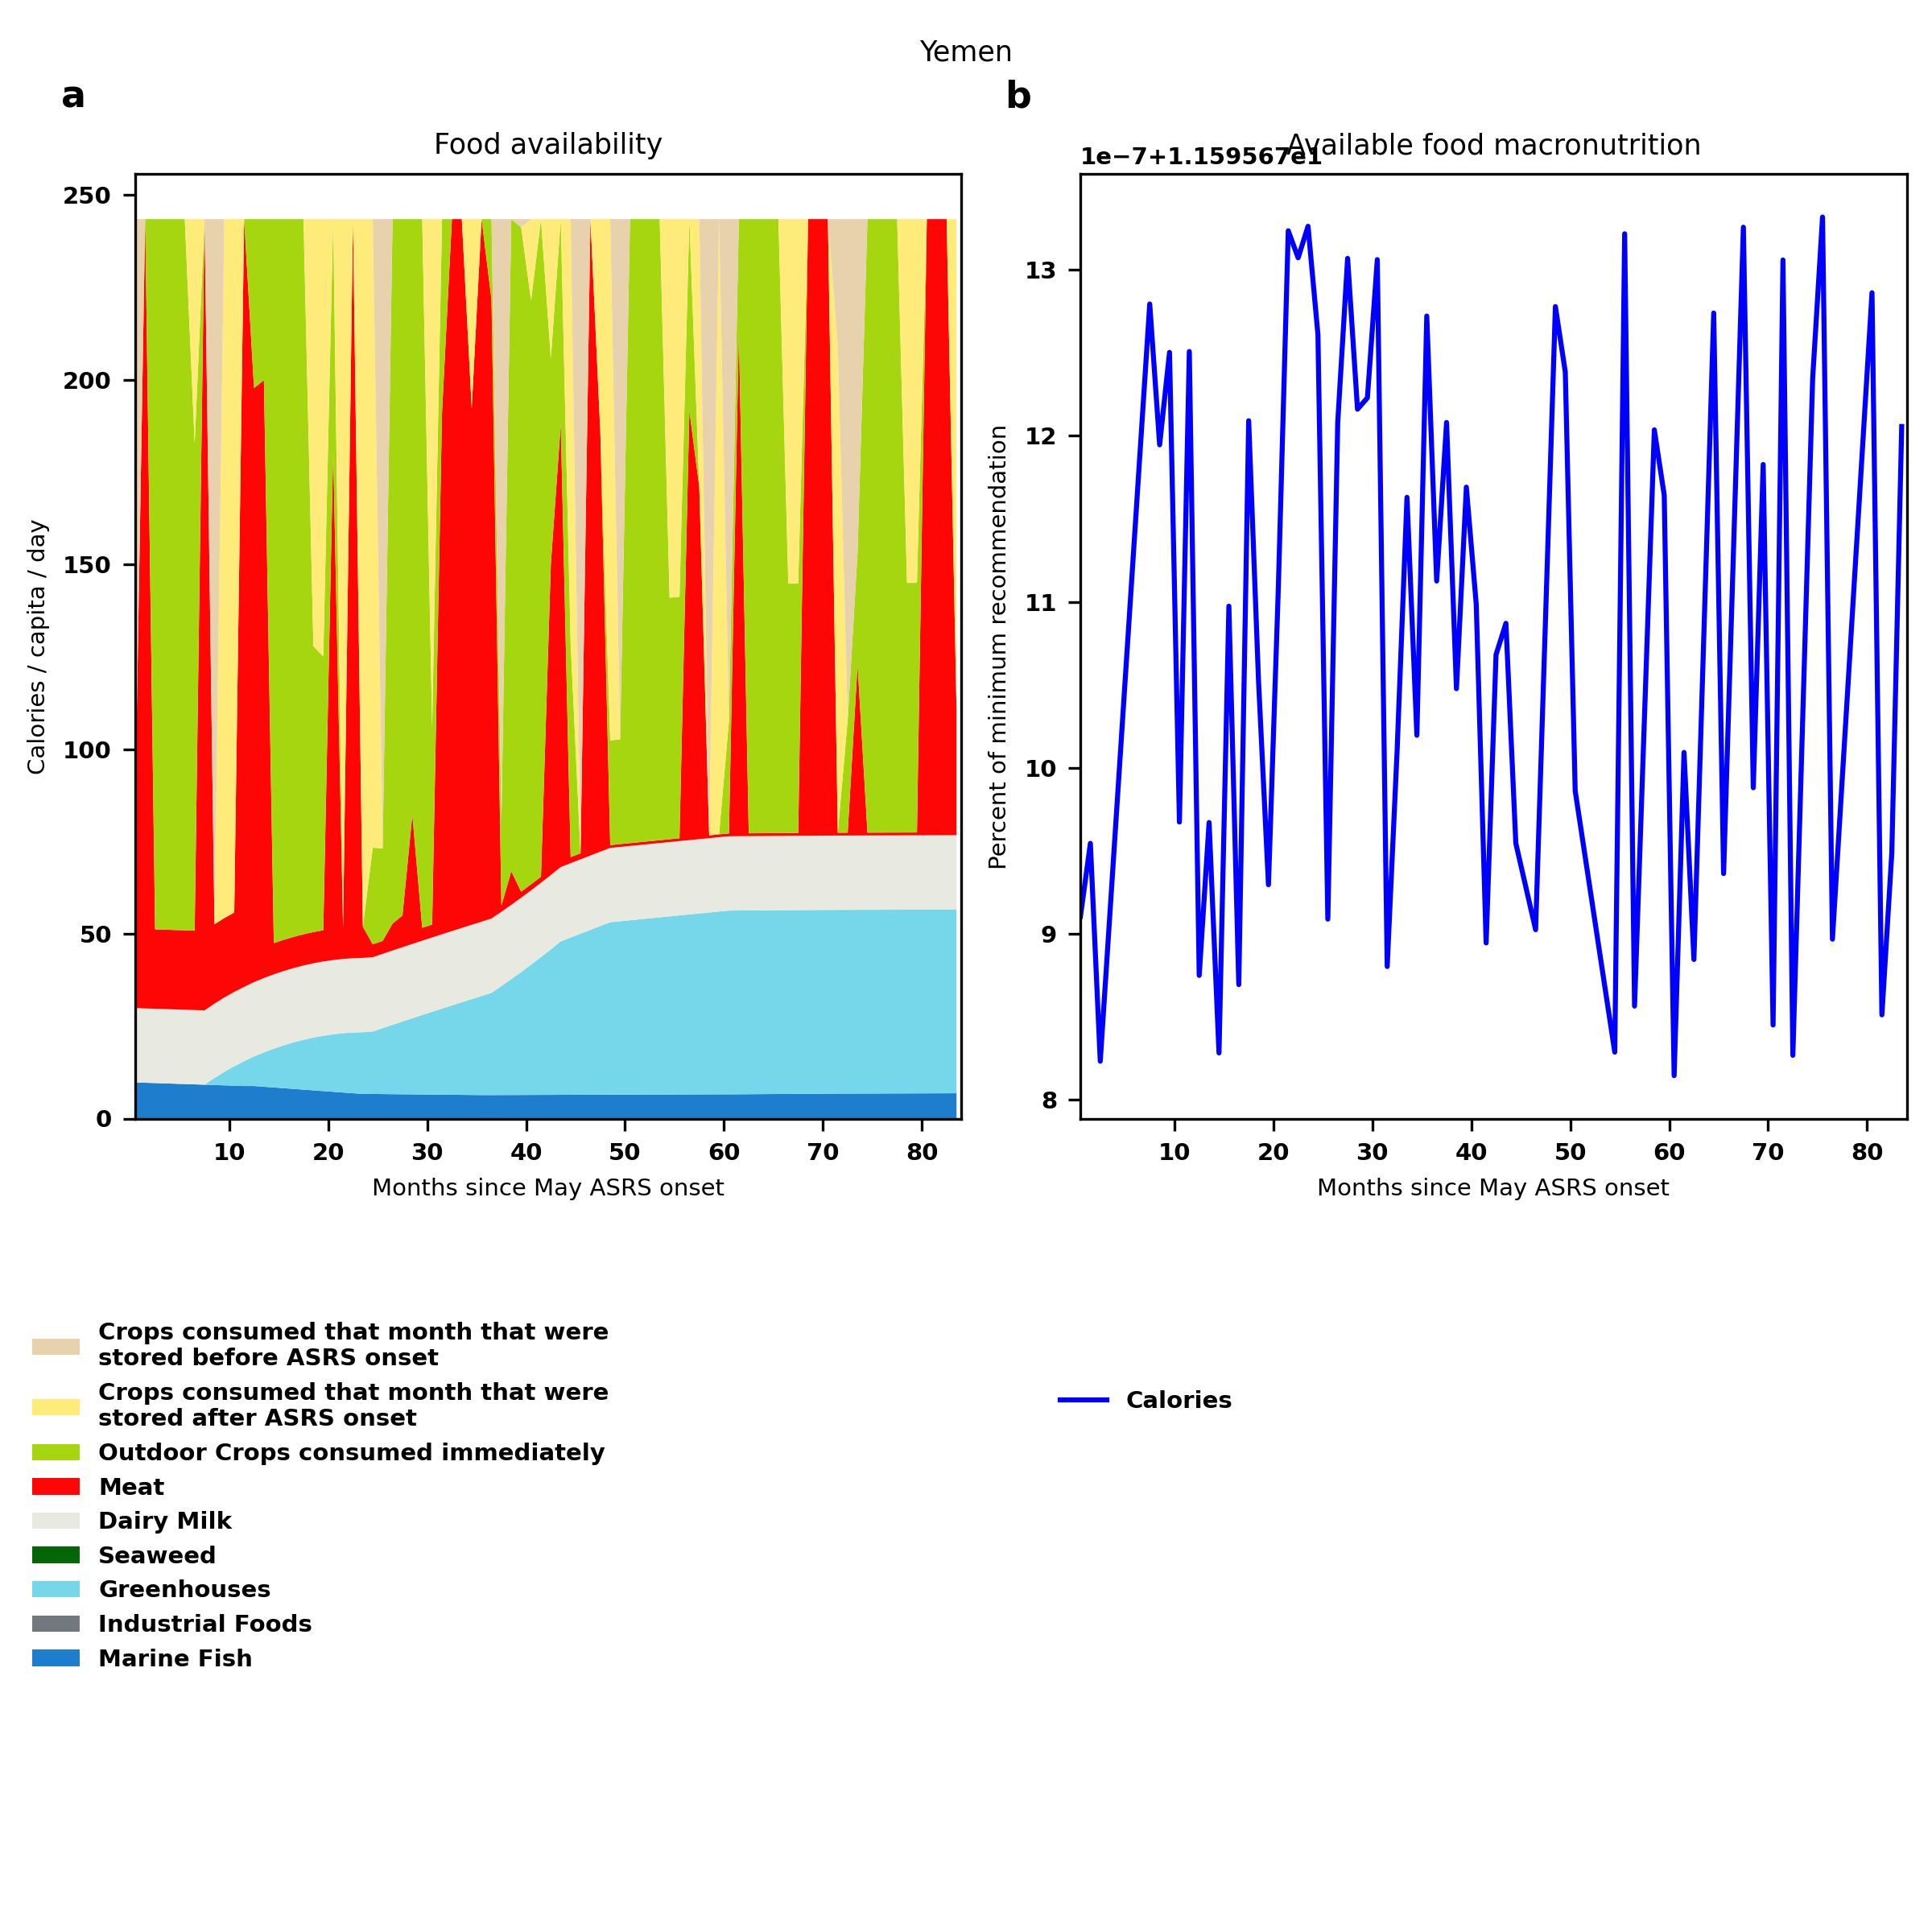 Yemen
a
b
Food availability
Available food macronutrition
1e−7+1.159567e1
250
200
150
100
50
0
Calories / capita / day
10 20 30 40 50 60 70 80
Months since May ASRS onset
13
12
11
10
9
8
Percent of minimum recommendation
10 20 30 40 50 60 70 80
Months since May ASRS onset
Crops consumed that month that were
stored before ASRS onset
Crops consumed that month that were
stored after ASRS onset
Outdoor Crops consumed immediately
Meat
Dairy Milk
Seaweed
Greenhouses
Industrial Foods
Marine Fish
Calories